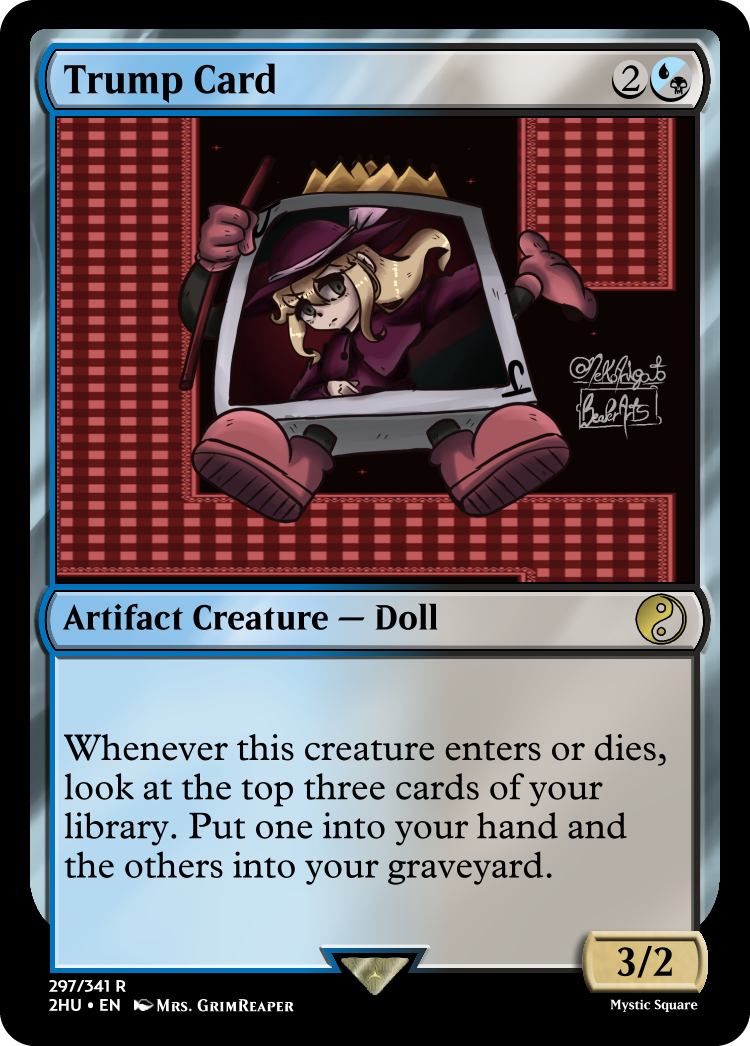 Trump Card
2
J
J
BeakerArts
Artifact Creature — Doll
Whenever this creature enters or dies,
look at the top three cards of your
library. Put one into your hand and
the others into your graveyard.
3/2
297/341 R
2HU • EN Mrs. GrimReaper
Mystic Square